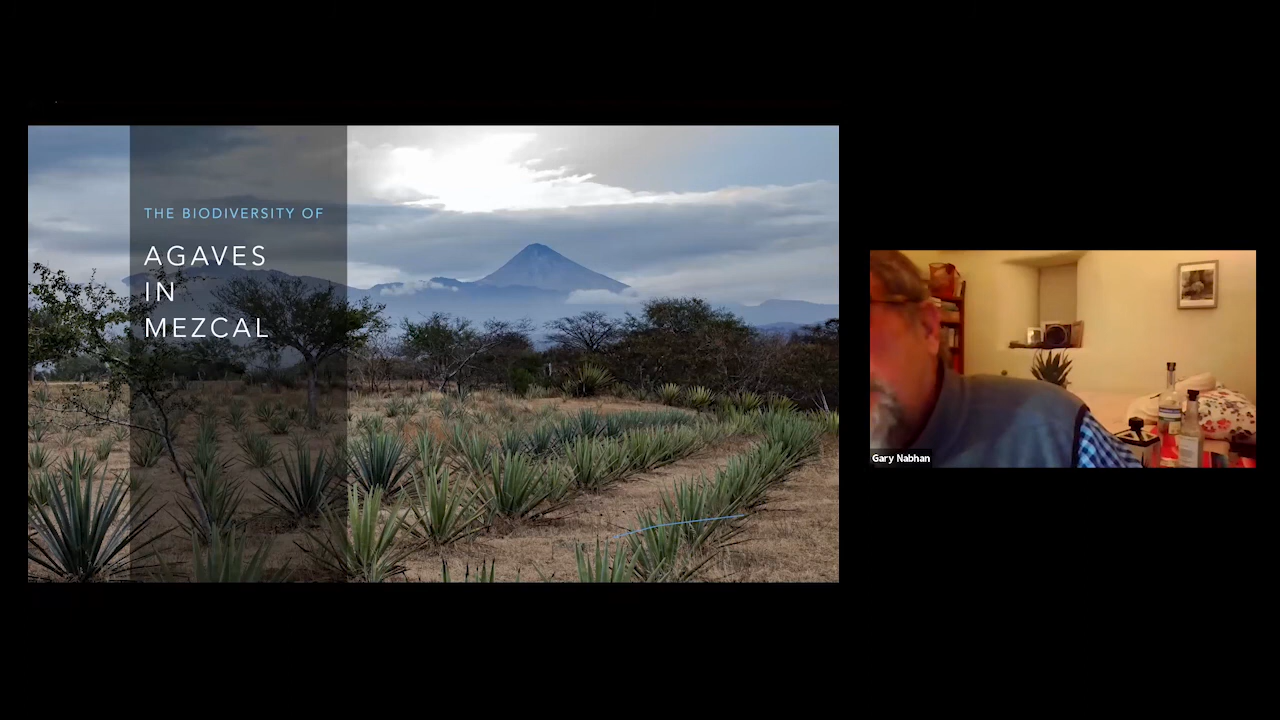 THE BIODIVERSITY OF
AGAVES
IN
MEZCAL
Gary Nabhan